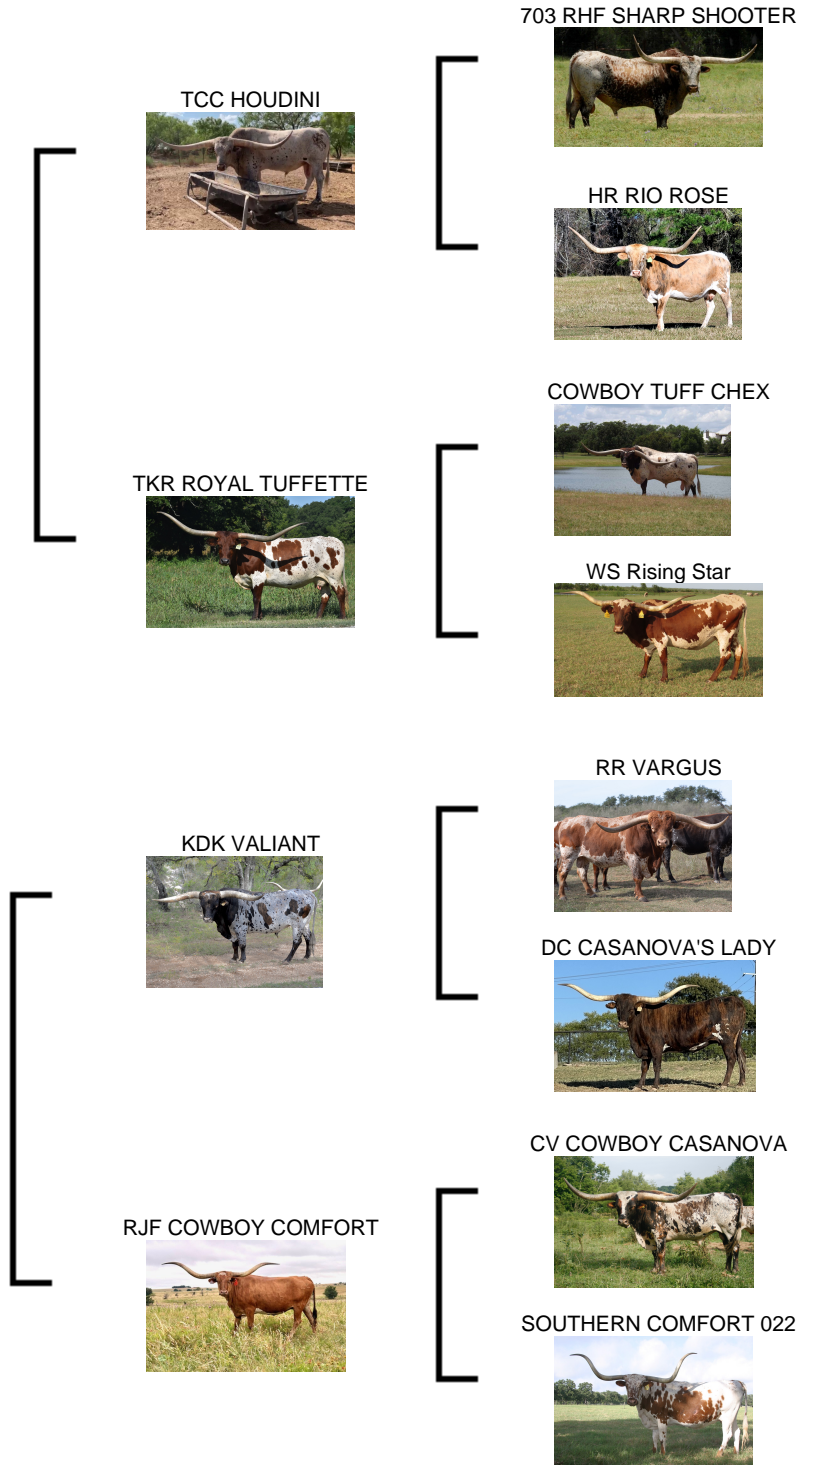 703 RHF SHARP SHOOTER
TCC HOUDINI
HR RIO ROSE
COWBOY TUFF CHEX
TKR ROYAL TUFFETTE
WS Rising Star
RR VARGUS
KDK VALIANT
DC CASANOVA'S LADY
CV COWBOY CASANOVA
RJF COWBOY COMFORT
SOUTHERN COMFORT 022